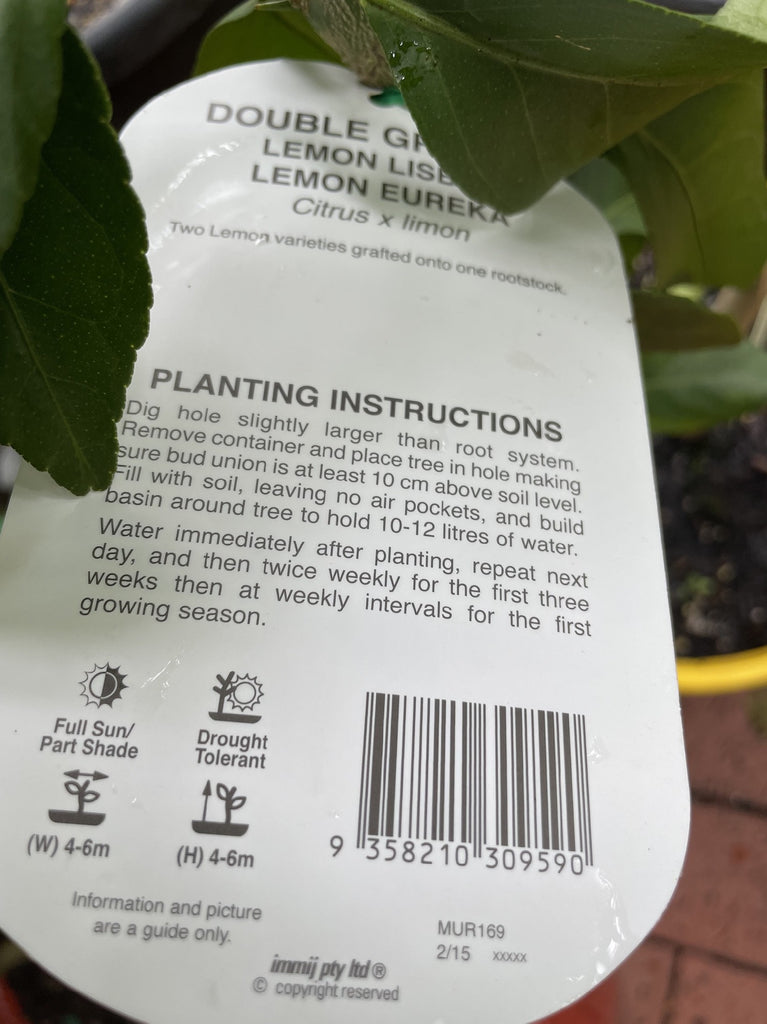 DOUBLE
LEMON
LEMON EUREKA
Citrus x limon
Two Lemon varieties grafted onto one rootstock.
PLANTING INSTRUCTIONS
Dig hole slightly larger than root system.
Remove container and place tree in hole making
sure bud union is at least 10 cm above soil level.
Fill with soil, leaving no air pockets, and build
basin around tree to hold 10-12 litres of water.
Water immediately after planting, repeat next
day, and then twice weekly for the first three
weeks then at weekly intervals for the first
growing season.
Full Sun/
Part Shade
Drought
Tolerant
(W) 4-6m
(H) 4-6m
9 358210 309590
Information and picture
are a guide only.
MUR169
2/15 xxxxx
immij pty ltd ®
© copyright reserved